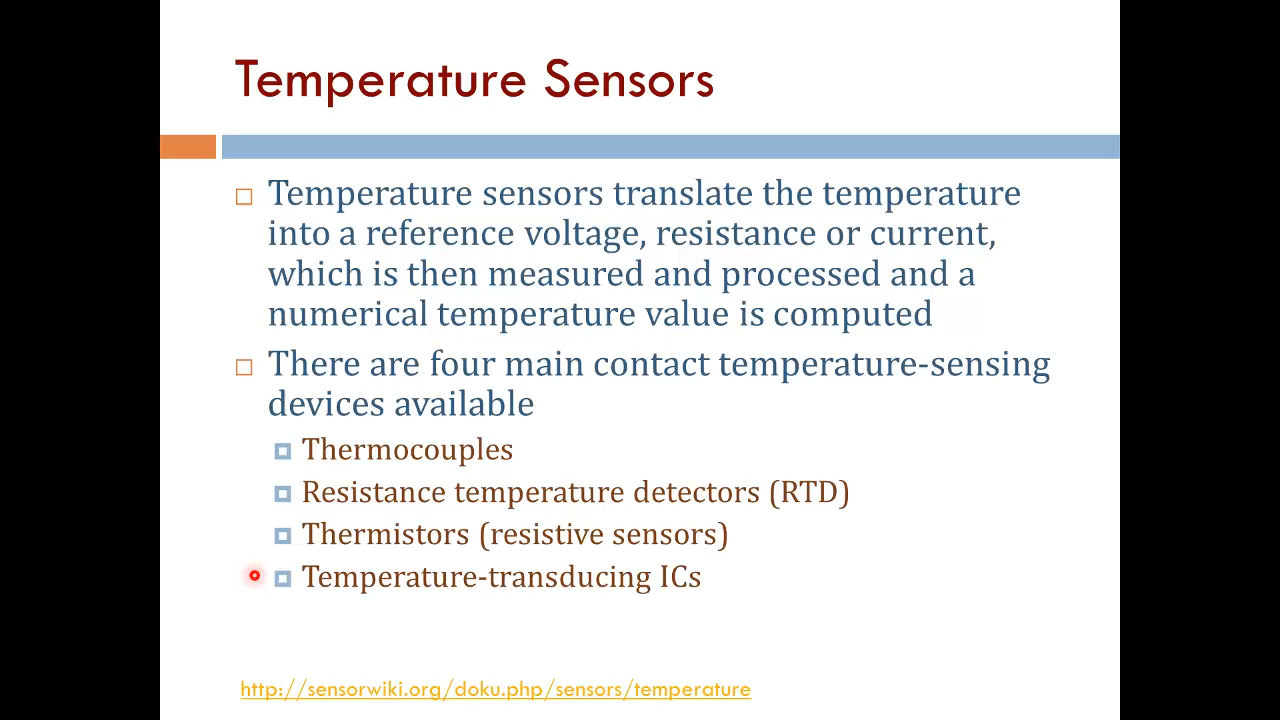 Temperature Sensors
Temperature sensors translate the temperature
into a reference voltage, resistance or current,
which is then measured and processed and a
numerical temperature value is computed
There are four main contact temperature-sensing
devices available
Thermocouples
Resistance temperature detectors (RTD)
Thermistors (resistive sensors)
Temperature-transducing ICs
http://sensorwiki.org/doku.php/sensors/temperature